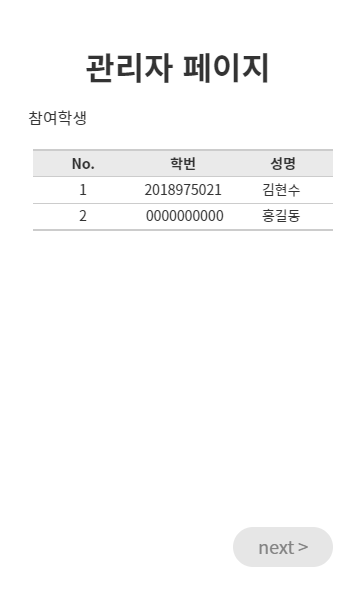 관리자 페이지
참여학생
No. 학번 성명
1 2018975021 김현수
2 0000000000 홍길동
next >